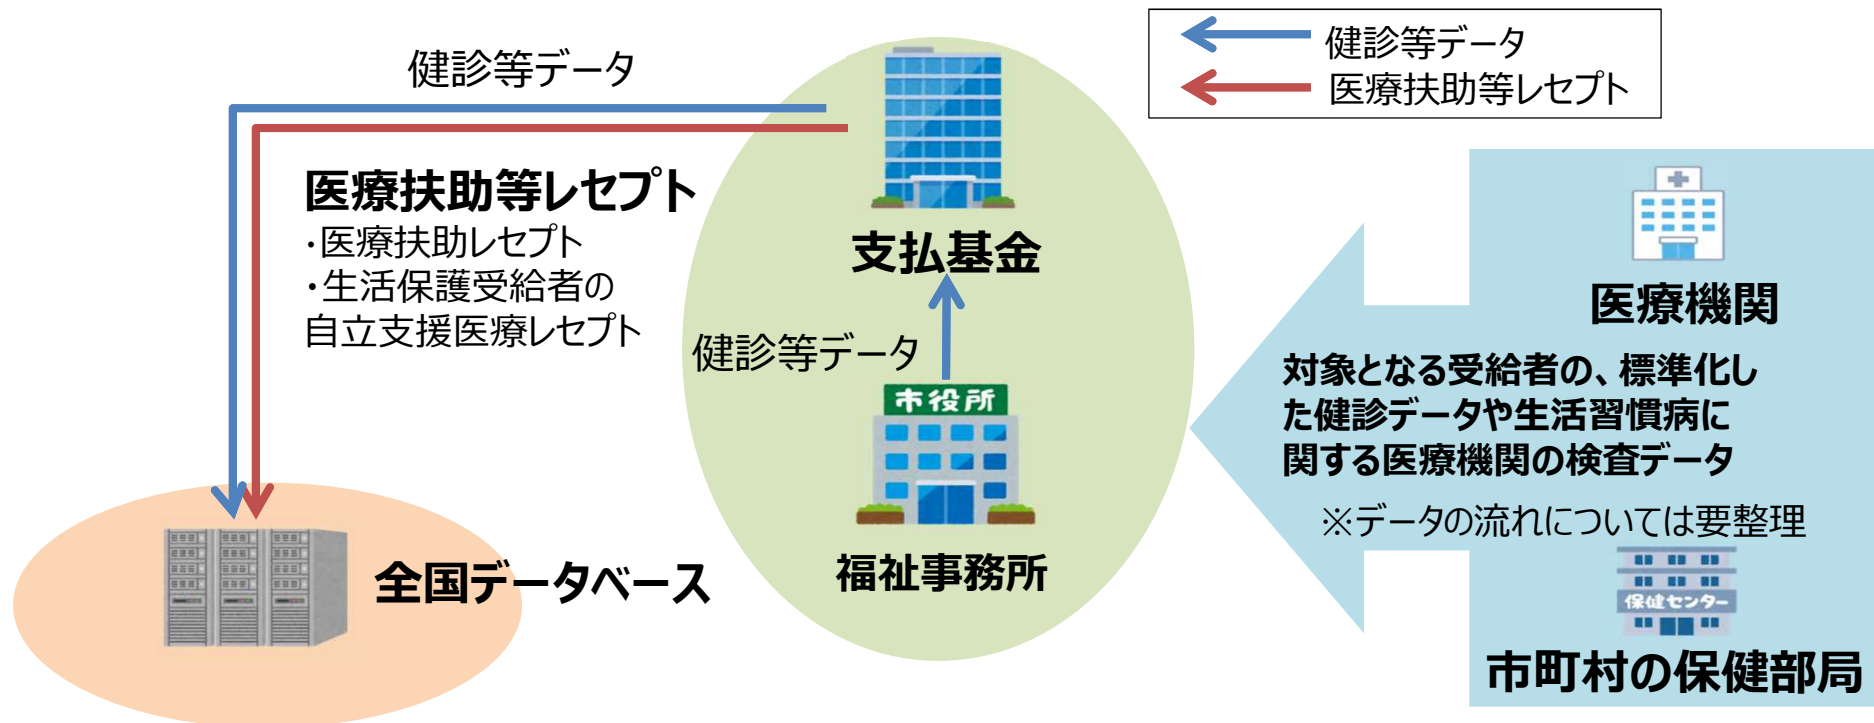 健診等データ
医療扶助等レセプト
健診等データ
医療扶助等レセプト
・医療扶助レセプト
・生活保護受給者の
自立支援医療レセプト
支払基金
健診等データ
市役所
福祉事務所
全国データベース
医療機関
対象となる受給者の、標準化し
た健診データや生活習慣病に
関する医療機関の検査データ
※データの流れについては要整理
保健センター
市町村の保健部局